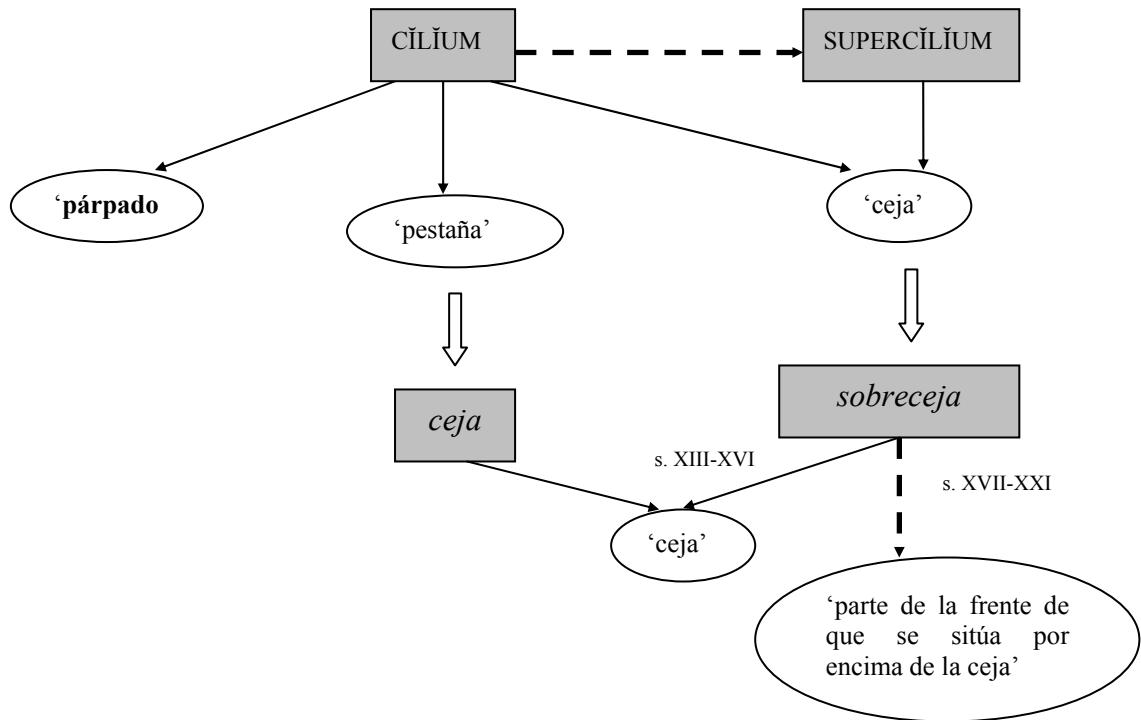 CĬLĬUM
SUPERCĬLĬUM
‘párpado
‘pestaña’
‘ceja’
ceja
sobreceja
s. XIII-XVI
s. XVII-XXI
‘ceja’
‘parte de la frente de
que se sitúa por
encima de la ceja’